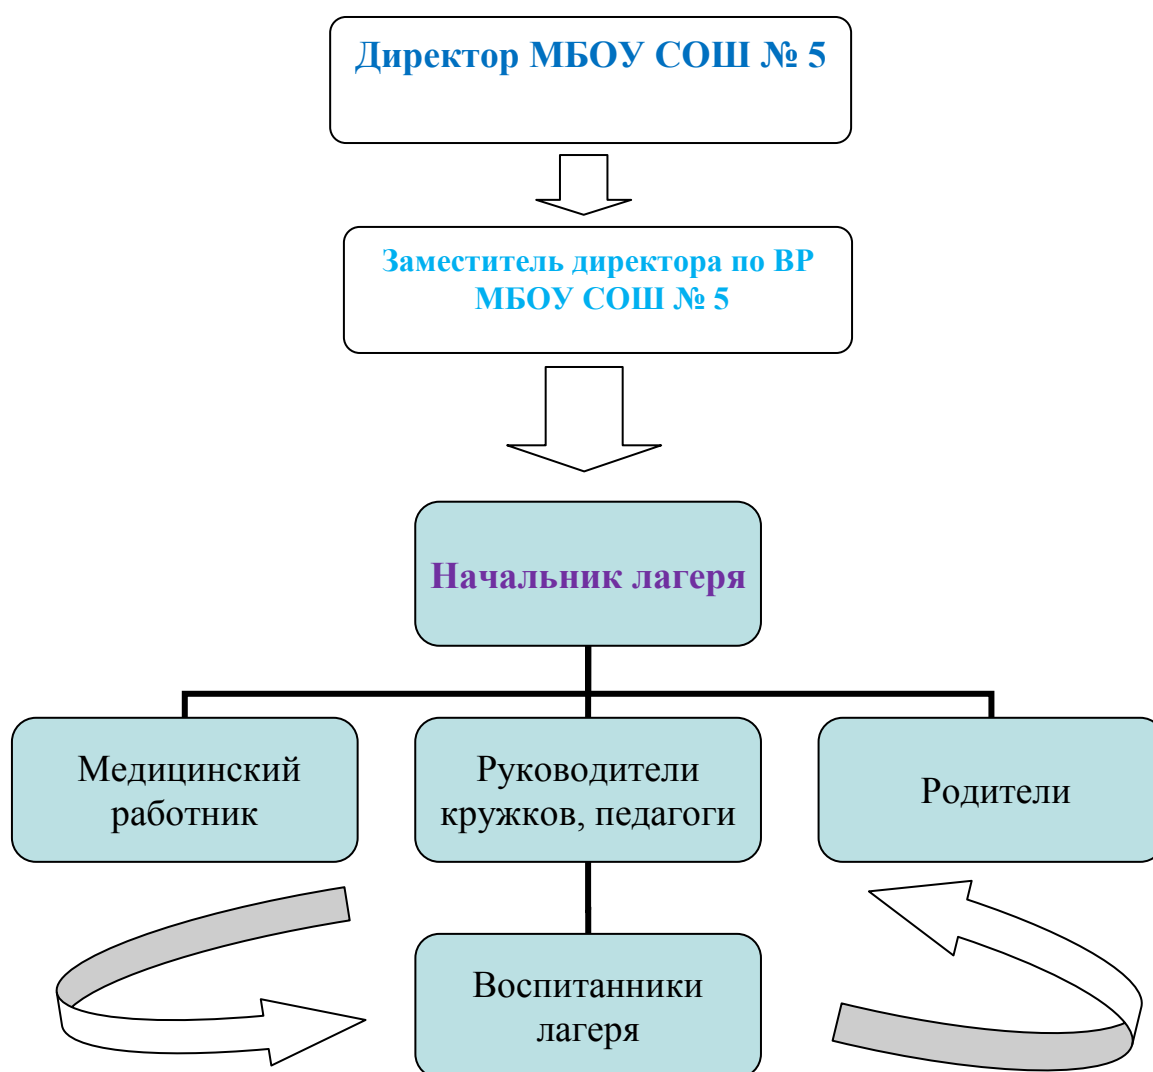 Директор МБОУ СОШ № 5
Заместитель директора по ВР
МБОУ СОШ № 5
Начальник лагеря
Медицинский
работник
Руководители
кружков, педагоги
Родители
Воспитанники
лагеря